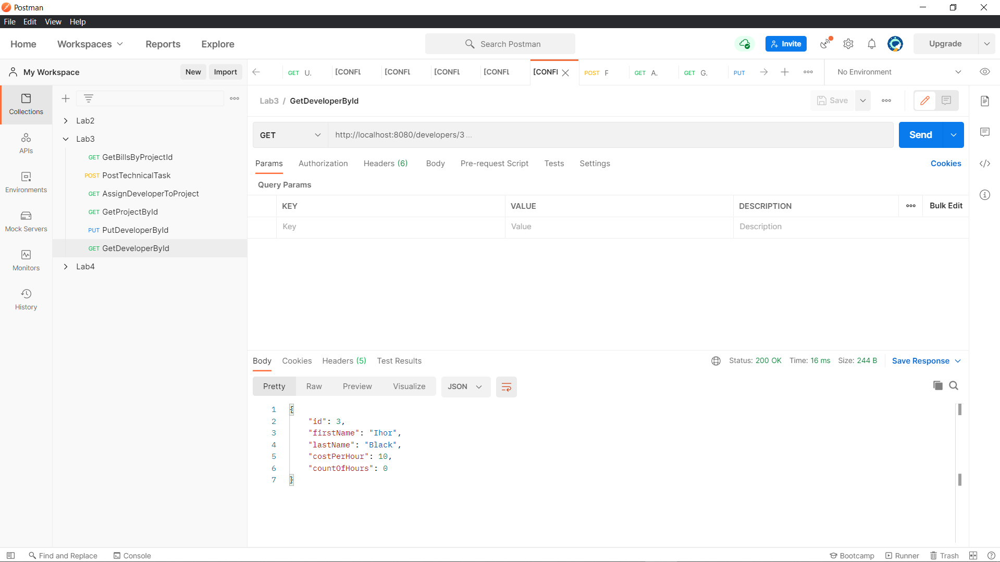 Postman
File Edit View Help
Home Workspaces Reports Explore Search Postman Invite Upgrade
My Workspace New Import
GET U. [CONFL [CONFL [CONFL [CONFL [CONFL POST F GET A. GET G. PUT No Environment
Collections
APIs
Environments
Mock Servers
Monitors
History
Lab2
Lab3
GET GetBillsByProjectId
POST PostTechnicalTask
GET AssignDeveloperToProject
GET GetProjectById
PUT PutDeveloperById
GET GetDeveloperById
Lab4
Lab3 / GetDeveloperById Save
GET http://localhost:8080/developers/3 ... Send
Params Authorization Headers (6) Body Pre-request Script Tests Settings Cookies
Query Params
KEY VALUE DESCRIPTION Bulk Edit
Key Value Description
Body Cookies Headers (5) Test Results Status: 200 OK Time: 16 ms Size: 244 B Save Response
Pretty Raw Preview Visualize JSON
1 {
2 "id": 3,
3 "firstName": "Ihor",
4 "lastName": "Black",
5 "costPerHour": 10,
6 "countOfHours": 0
7 }
Find and Replace Console Bootcamp Runner Trash